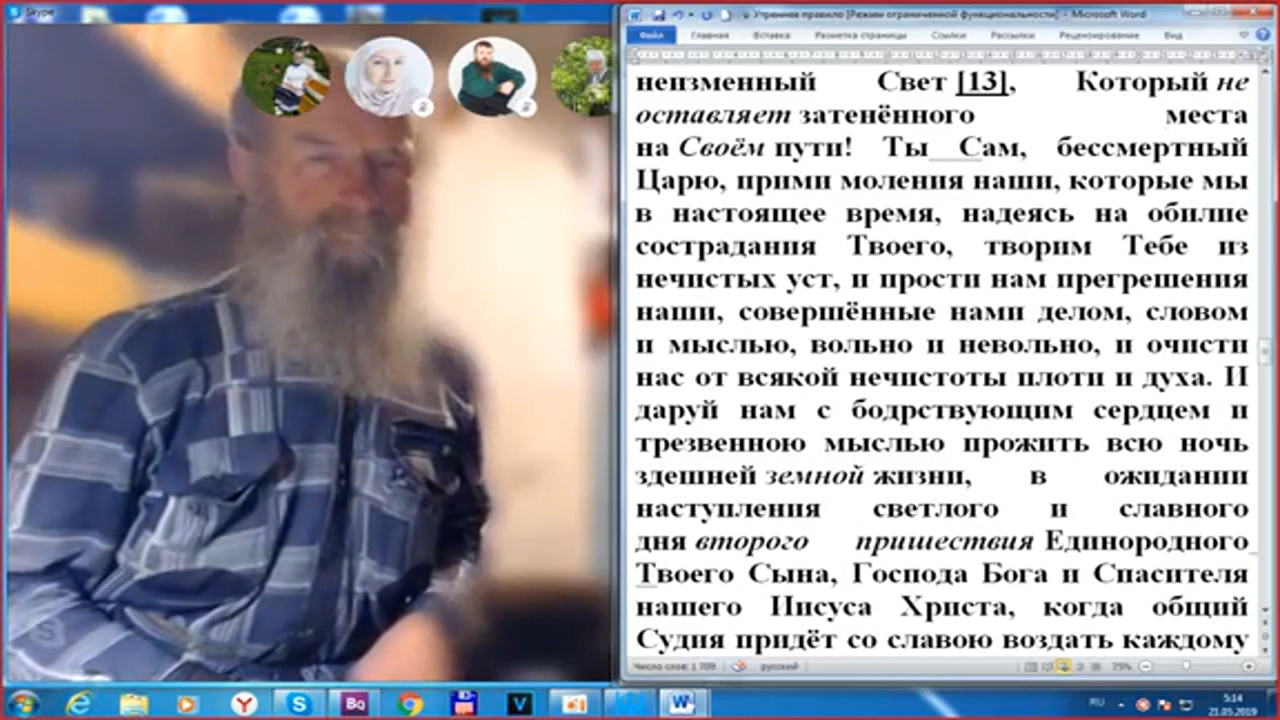 Skype
Утреннее правило [Режим ограниченной функциональности] - Microsoft Word
Файл Главная Вставка Разметка страницы Ссылки Рассылки Рецензирование Вид
неизменный Свет [13], Который не
оставляет затенённого места
на Своём пути! Ты Сам, бессмертный
Царю, прими моления наши, которые мы
в настоящее время, надеясь на обилие
сострадания Твоего, творим Тебе из
нечистых уст, и прости нам прегрешения
наши, совершённые нами делом, словом
и мыслью, вольно и невольно, и очисти
нас от всякой нечистоты плоти и духа. И
даруй нам с бодрствующим сердцем и
трезвенною мыслью прожить всю ночь
здешней земной жизни, в ожидании
наступления светлого и славного
дня второго пришествия Единородного
Твоего Сына, Господа Бога и Спасителя
нашего Иисуса Христа, когда общий
Судия придёт со славою воздать каждому
Число слов: 1 709 русский 75%
Bq
RU 5:14
21.05.2019